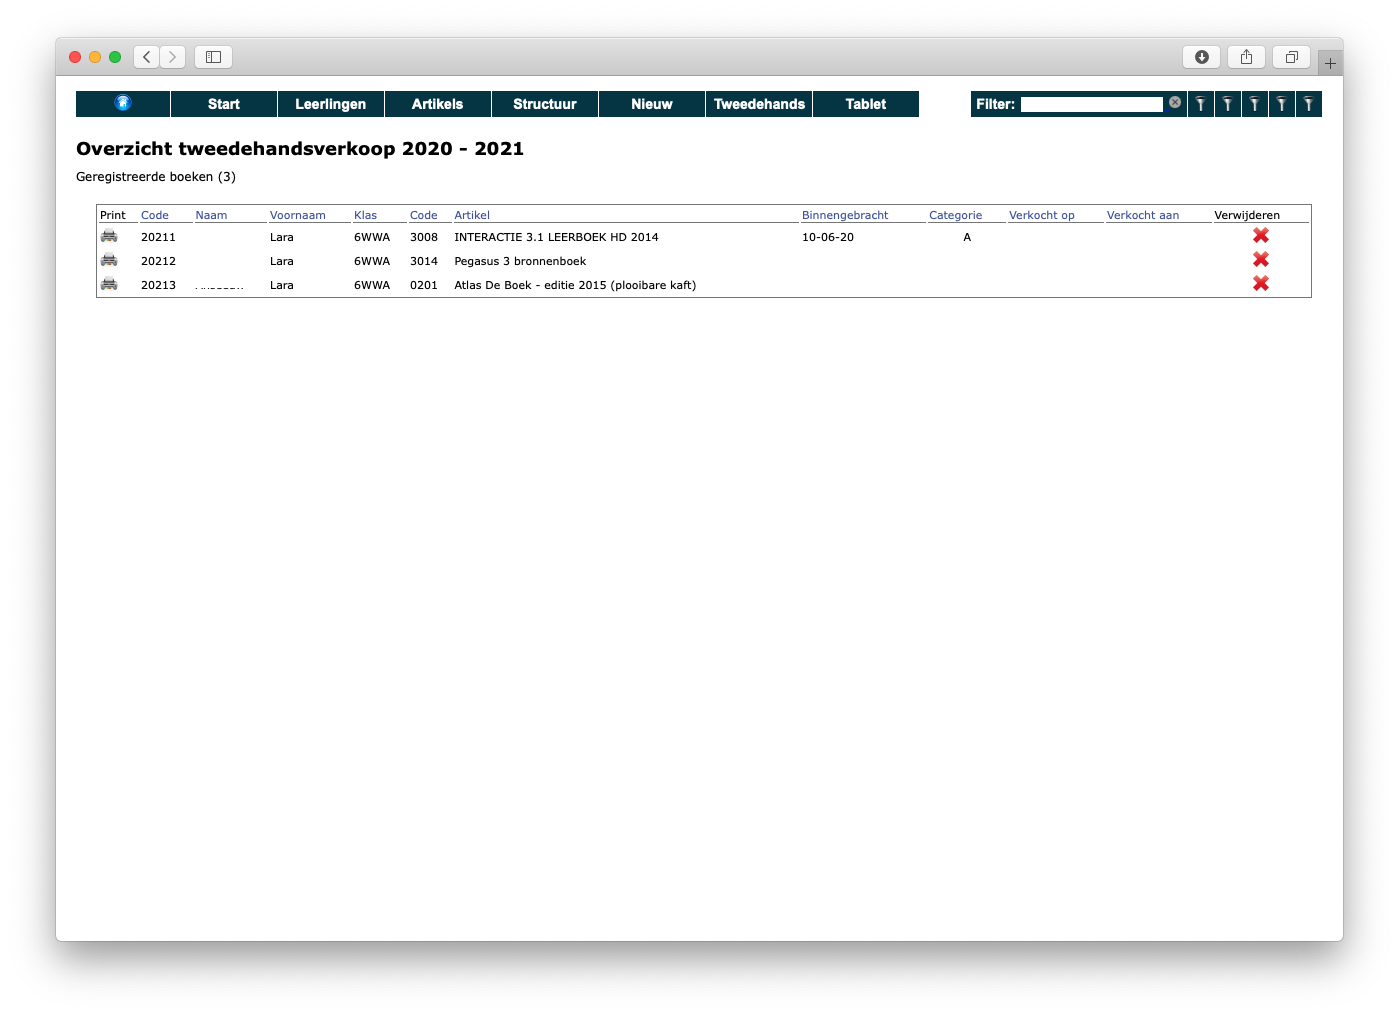 Start Leerlingen Artikels Structuur Nieuw Tweedehands Tablet Filter:
Overzicht tweedehandsverkoop 2020 - 2021
Geregistreerde boeken (3)
Print Code Naam Voornaam Klas Code Artikel Binnengebracht Categorie Verkocht op Verkocht aan Verwijderen
20211 Lara 6WWA 3008 INTERACTIE 3.1 LEERBOEK HD 2014 10-06-20 A
20212 Lara 6WWA 3014 Pegasus 3 bronnenboek
20213 Lara 6WWA 0201 Atlas De Boek - editie 2015 (plooibare kaft)